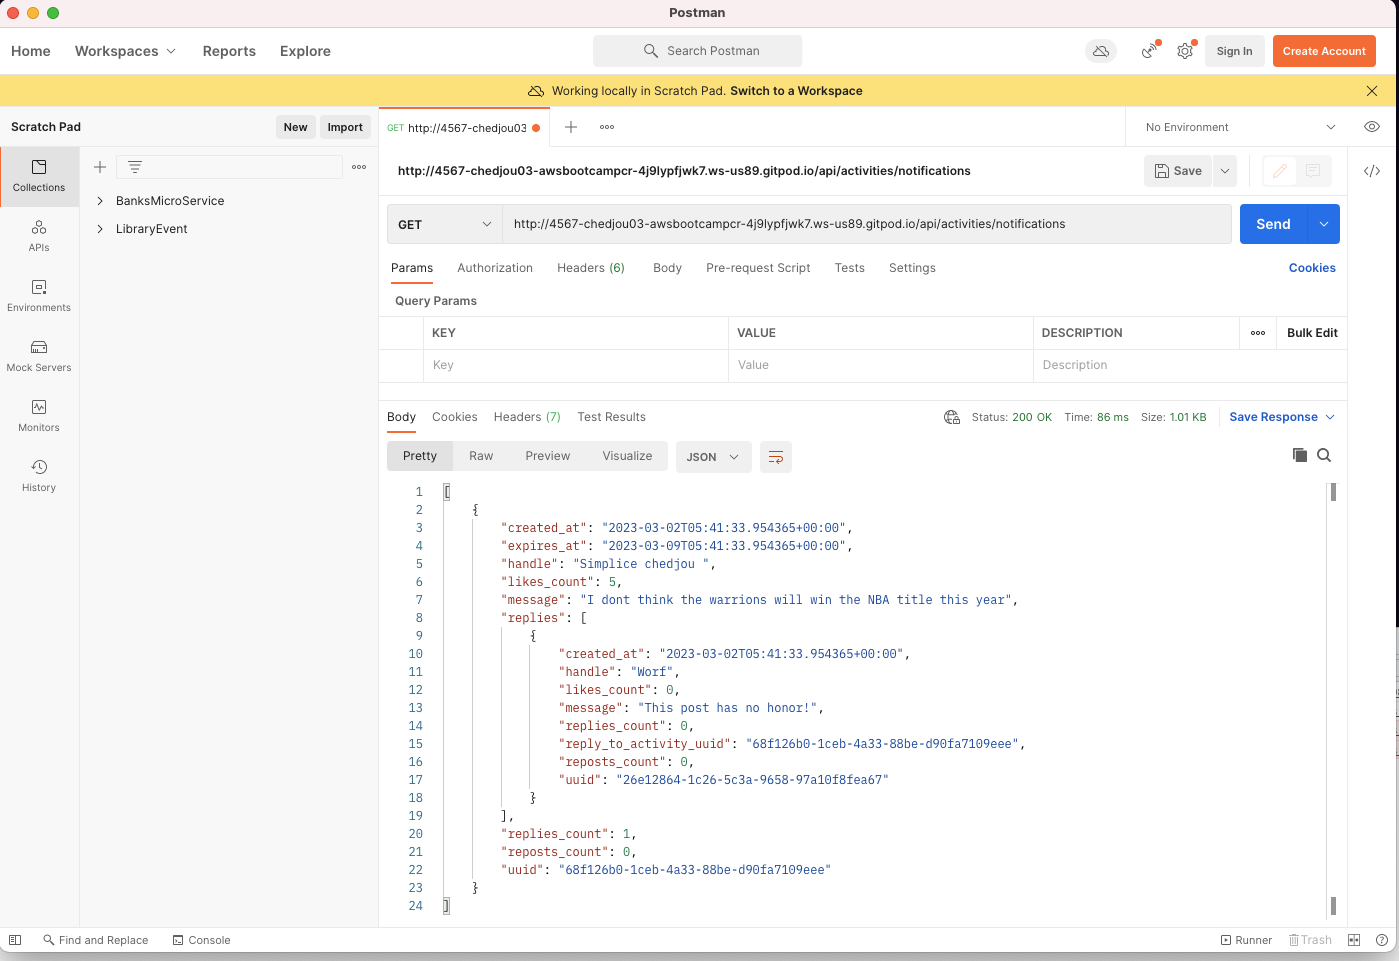 Postman
Home Workspaces Reports Explore Search Postman Sign In Create Account
Working locally in Scratch Pad. Switch to a Workspace
Scratch Pad New Import GET http://4567-chedjou03 No Environment
Collections
APIs
Environments
Mock Servers
Monitors
History
BanksMicroService
LibraryEvent
http://4567-chedjou03-awsbootcampcr-4j9lypfjwk7.ws-us89.gitpod.io/api/activities/notifications Save
GET http://4567-chedjou03-awsbootcampcr-4j9lypfjwk7.ws-us89.gitpod.io/api/activities/notifications Send
Params Authorization Headers (6) Body Pre-request Script Tests Settings Cookies
Query Params
KEY VALUE DESCRIPTION Bulk Edit
Key Value Description
Body Cookies Headers (7) Test Results Status: 200 OK Time: 86 ms Size: 1.01 KB Save Response
Pretty Raw Preview Visualize JSON
1 [
2 {
3 "created_at": "2023-03-02T05:41:33.954365+00:00",
4 "expires_at": "2023-03-09T05:41:33.954365+00:00",
5 "handle": "Simplice chedjou ",
6 "likes_count": 5,
7 "message": "I dont think the warrions will win the NBA title this year",
8 "replies": [
9 {
10 "created_at": "2023-03-02T05:41:33.954365+00:00",
11 "handle": "Worf",
12 "likes_count": 0,
13 "message": "This post has no honor!",
14 "replies_count": 0,
15 "reply_to_activity_uuid": "68f126b0-1ceb-4a33-88be-d90fa7109eee",
16 "reposts_count": 0,
17 "uuid": "26e12864-1c26-5c3a-9658-97a10f8fea67"
18 }
19 ],
20 "replies_count": 1,
21 "reposts_count": 0,
22 "uuid": "68f126b0-1ceb-4a33-88be-d90fa7109eee"
23 }
24 ]
Find and Replace Console Runner Trash